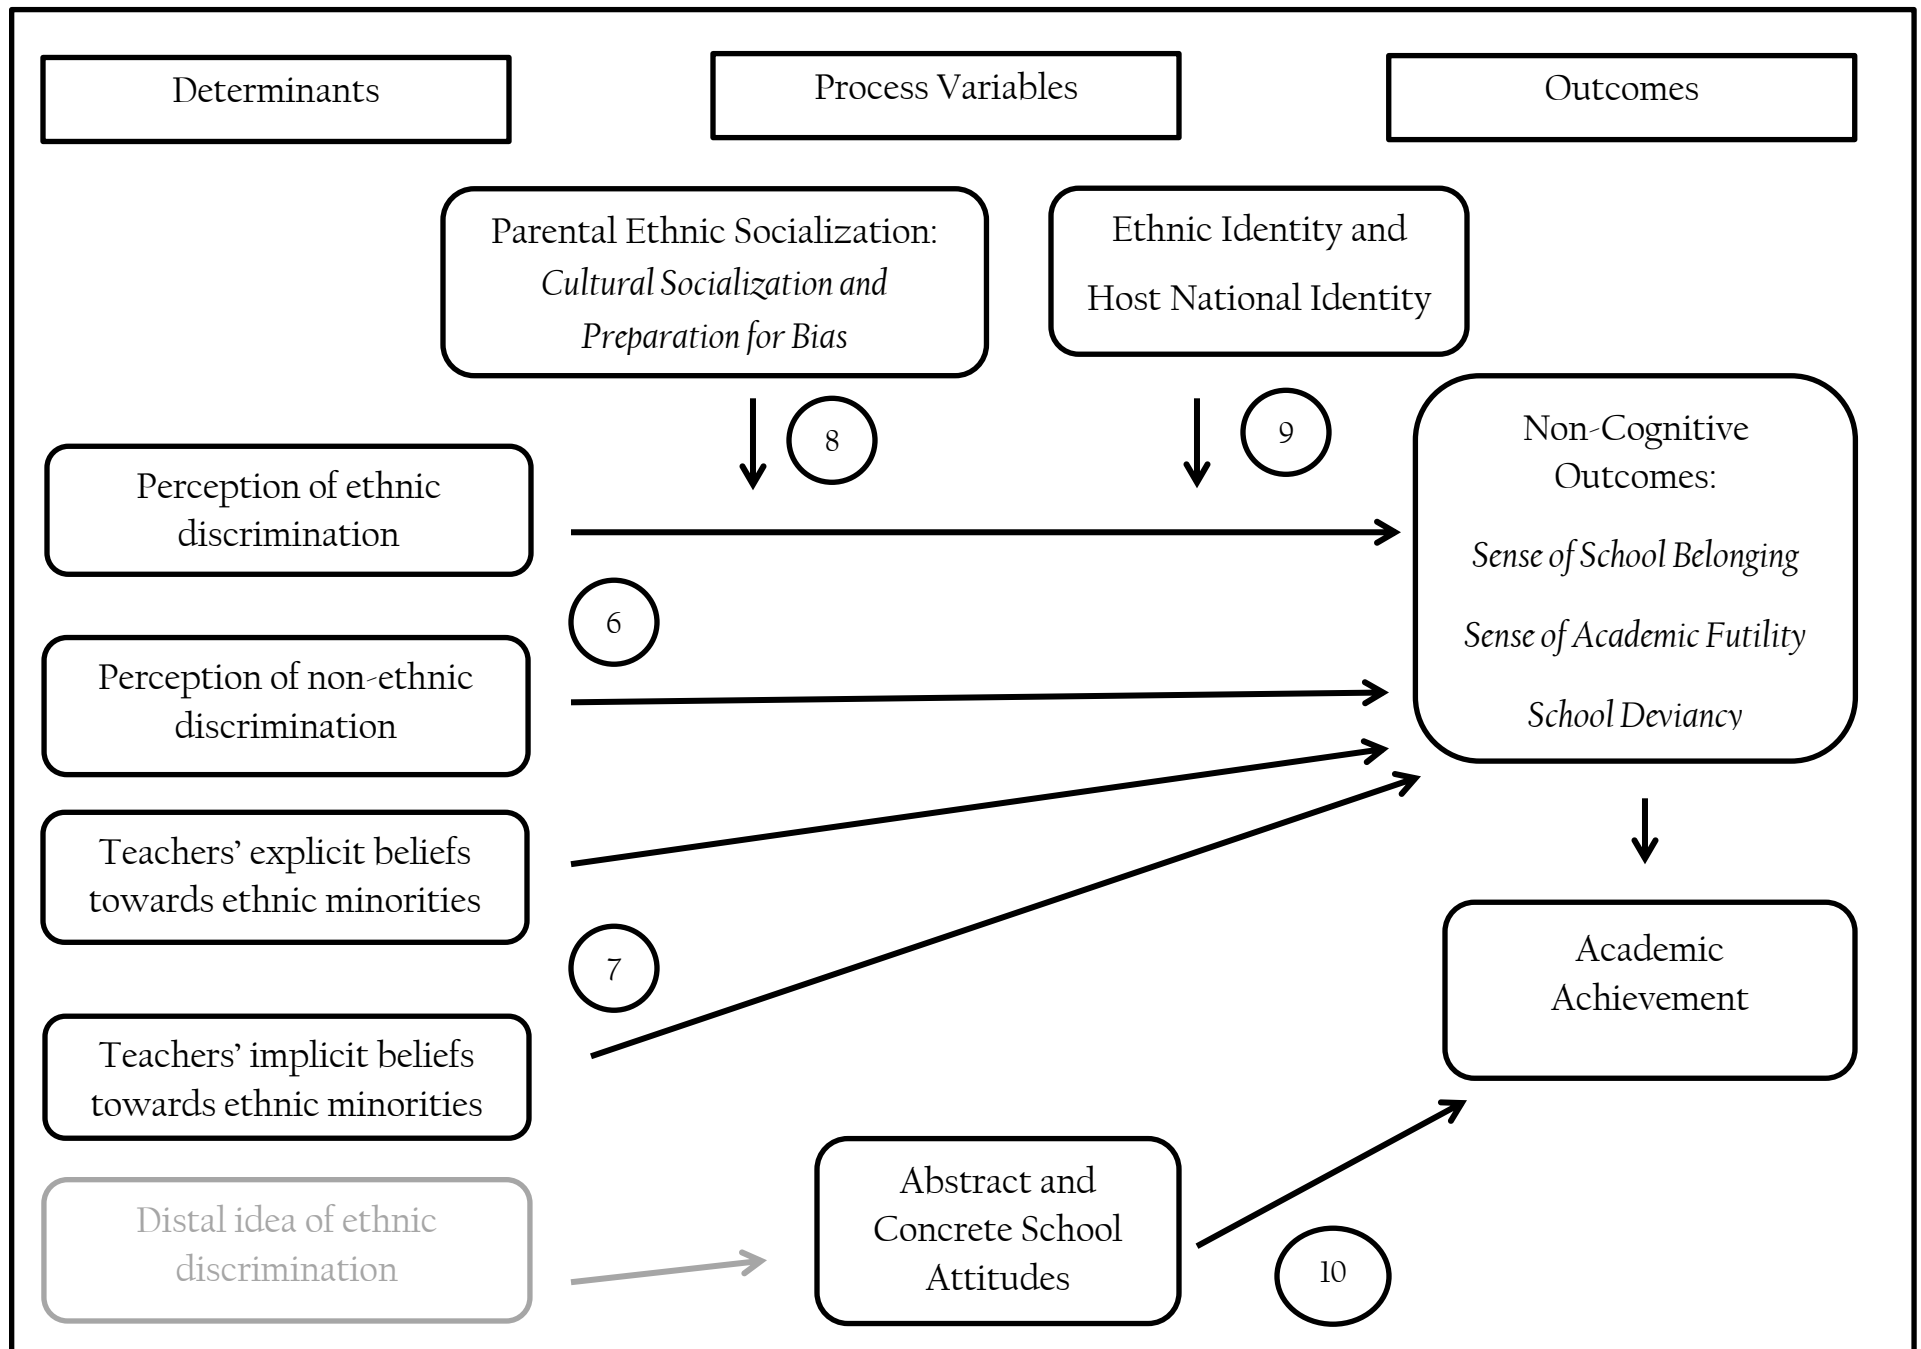 Determinants
Process Variables
Outcomes
Parental Ethnic Socialization:
Cultural Socialization and
Preparation for Bias
Ethnic Identity and
Host National Identity
8
9
Perception of ethnic
discrimination
Non-Cognitive
Outcomes:
Sense of School Belonging
Sense of Academic Futility
School Deviancy
6
Perception of non-ethnic
discrimination
Teachers’ explicit beliefs
towards ethnic minorities
7
Academic
Achievement
Teachers’ implicit beliefs
towards ethnic minorities
Distal idea of ethnic
discrimination
Abstract and
Concrete School
Attitudes
10